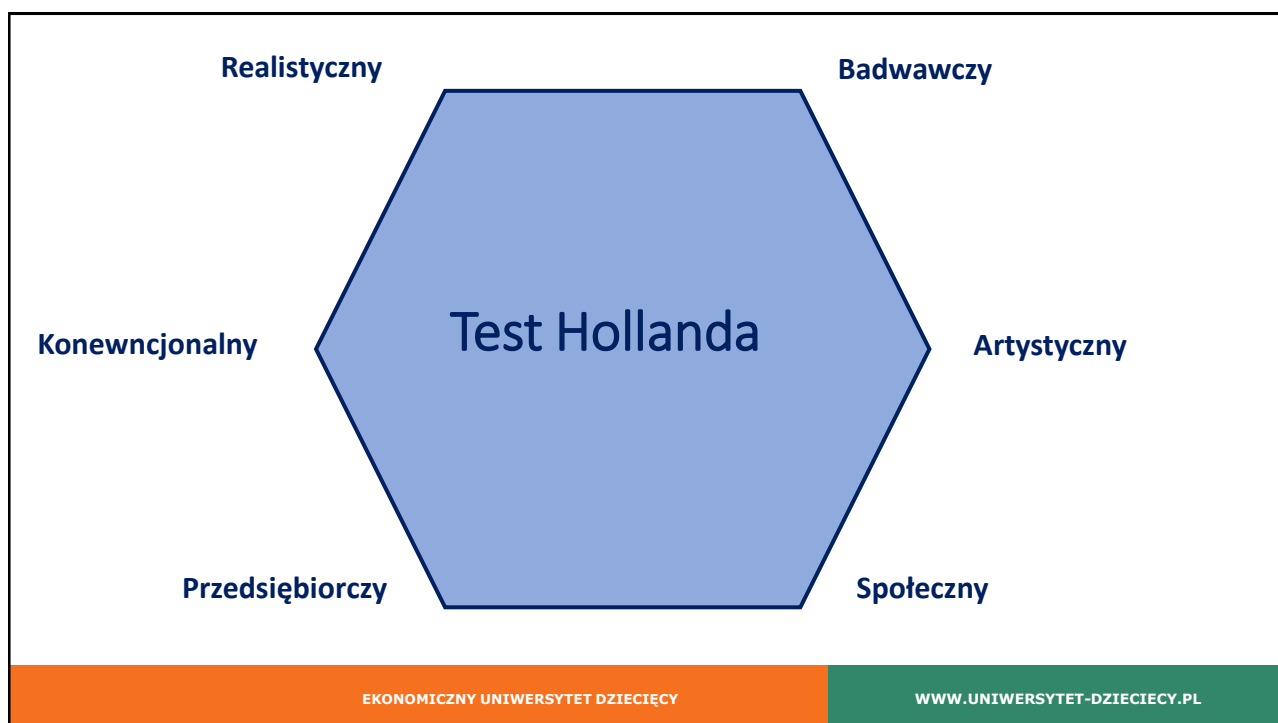 Realistyczny
Badwawczy
Test Hollanda
Konewncjonalny
Artystyczny
Przedsiębiorczy
Społeczny
EKONOMICZNY UNIWERSYTET DZIECIĘCY
WWW.UNIWERSYTET-DZIECIECY.PL